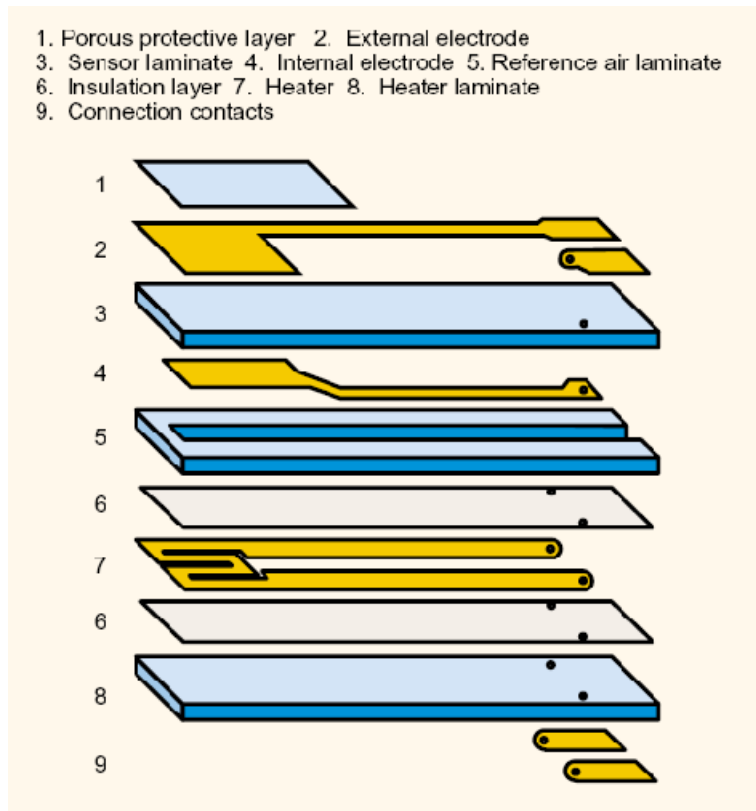 1. Porous protective layer 2. External electrode
3. Sensor laminate 4. Internal electrode 5. Reference air laminate
6. Insulation layer 7. Heater 8. Heater laminate
9. Connection contacts
1
2
3
4
5
6
7
6
8
9